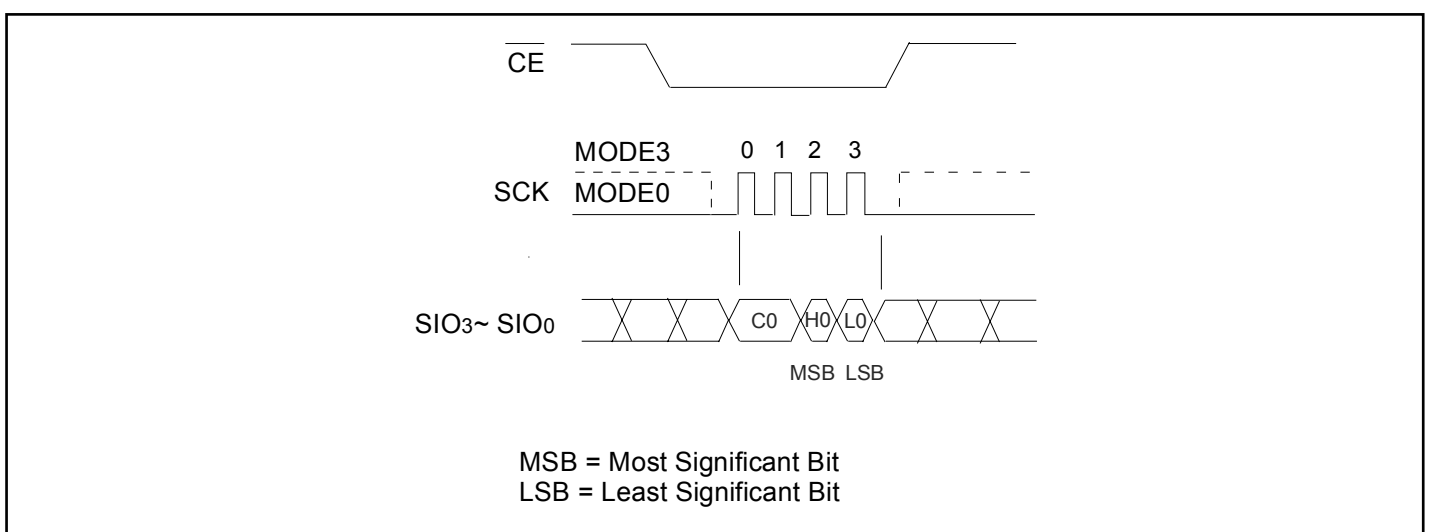 CE
MODE3 0 1 2 3
SCK MODE0
SIO3~ SIO0 C0 H0 L0
MSB LSB
MSB = Most Significant Bit
LSB = Least Significant Bit